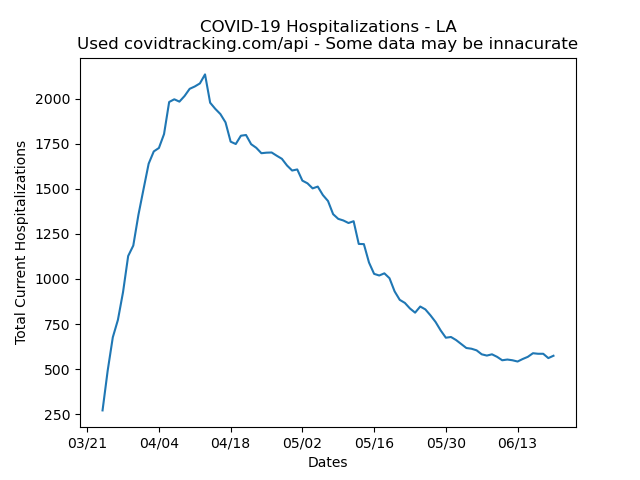 COVID-19 Hospitalizations - LA
Used covidtracking.com/api - Some data may be innacurate
Total Current Hospitalizations
2000
1750
1500
1250
1000
750
500
250
03/21 04/04 04/18 05/02 05/16 05/30 06/13
Dates